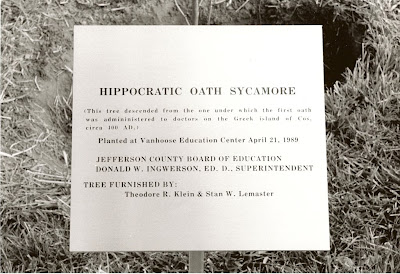 HIPPOCRATIC OATH SYCAMORE
(This tree descended from the one under which the first oath
was admininistered to doctors on the Greek island of Cos,
circa 400 AD.)
Planted at Vanhoose Education Center April 21, 1989
JEFFERSON COUNTY BOARD OF EDUCATION
DONALD W. INGWERSON, ED. D., SUPERINTENDENT
TREE FURNISHED BY:
Theodore R. Klein & Stan W. Lemaster